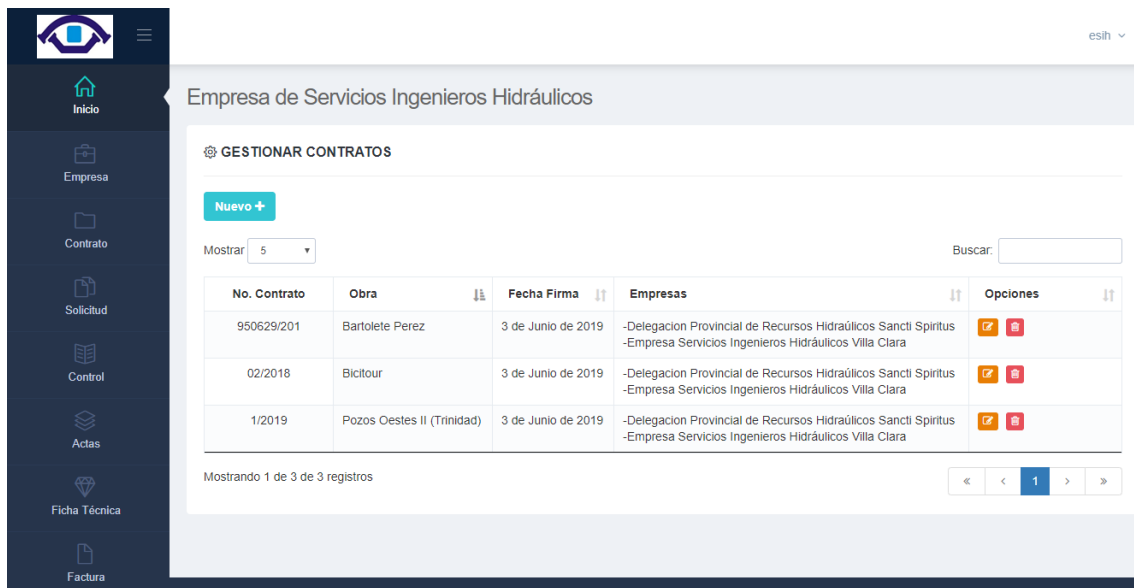 esih
Inicio
Empresa
Contrato
Solicitud
Control
Actas
Ficha Técnica
Factura
Empresa de Servicios Ingenieros Hidráulicos
GESTIONAR CONTRATOS
Nuevo +
Mostrar 5 Buscar:
No. Contrato Obra Fecha Firma Empresas Opciones
950629/201 Bartolete Perez 3 de Junio de 2019 -Delegacion Provincial de Recursos Hidraúlicos Sancti Spiritus
-Empresa Servicios Ingenieros Hidráulicos Villa Clara
02/2018 Bicitour 3 de Junio de 2019 -Delegacion Provincial de Recursos Hidraúlicos Sancti Spiritus
-Empresa Servicios Ingenieros Hidráulicos Villa Clara
1/2019 Pozos Oestes II (Trinidad) 3 de Junio de 2019 -Delegacion Provincial de Recursos Hidraúlicos Sancti Spiritus
-Empresa Servicios Ingenieros Hidráulicos Villa Clara
Mostrando 1 de 3 de 3 registros « < 1 > »